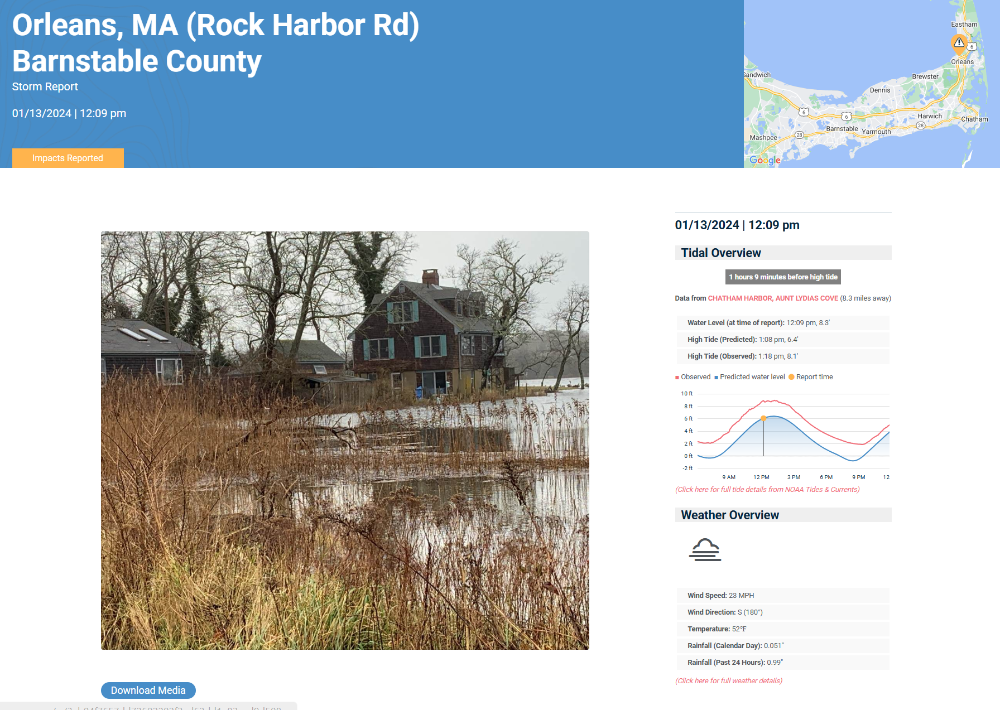 Orleans, MA (Rock Harbor Rd)
Barnstable County
Storm Report
01/13/2024 | 12:09 pm
Impacts Reported
Eastham
6
Orleans
Sandwich
Brewster
Dennis
6
6
Harwich
Chatham
28
Barnstable
Yarmouth
28
Mashpee
Google
01/13/2024 | 12:09 pm
Tidal Overview
1 hours 9 minutes before high tide
Data from CHATHAM HARBOR, AUNT LYDIAS COVE (8.3 miles away)
Water Level (at time of report): 12:09 pm, 8.3'
High Tide (Predicted): 1:08 pm, 6.4'
High Tide (Observed): 1:18 pm, 8.1'
Observed Predicted water level Report time
10 ft
8 ft
6 ft
4 ft
2 ft
0 ft
-2 ft
9 AM 12 PM 3 PM 6 PM 9 PM 12
(Click here for full tide details from NOAA Tides & Currents)
Weather Overview
Wind Speed: 23 MPH
Wind Direction: S (180°)
Temperature: 52°F
Rainfall (Calendar Day): 0.051"
Rainfall (Past 24 Hours): 0.99"
(Click here for full weather details)
Download Media